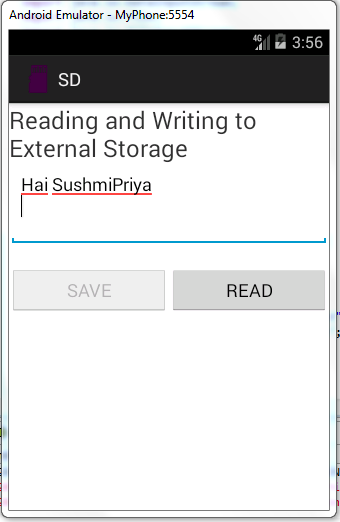 Android Emulator - MyPhone:5554
4G 3:56
SD
Reading and Writing to
External Storage
Hai SushmiPriya
SAVE READ